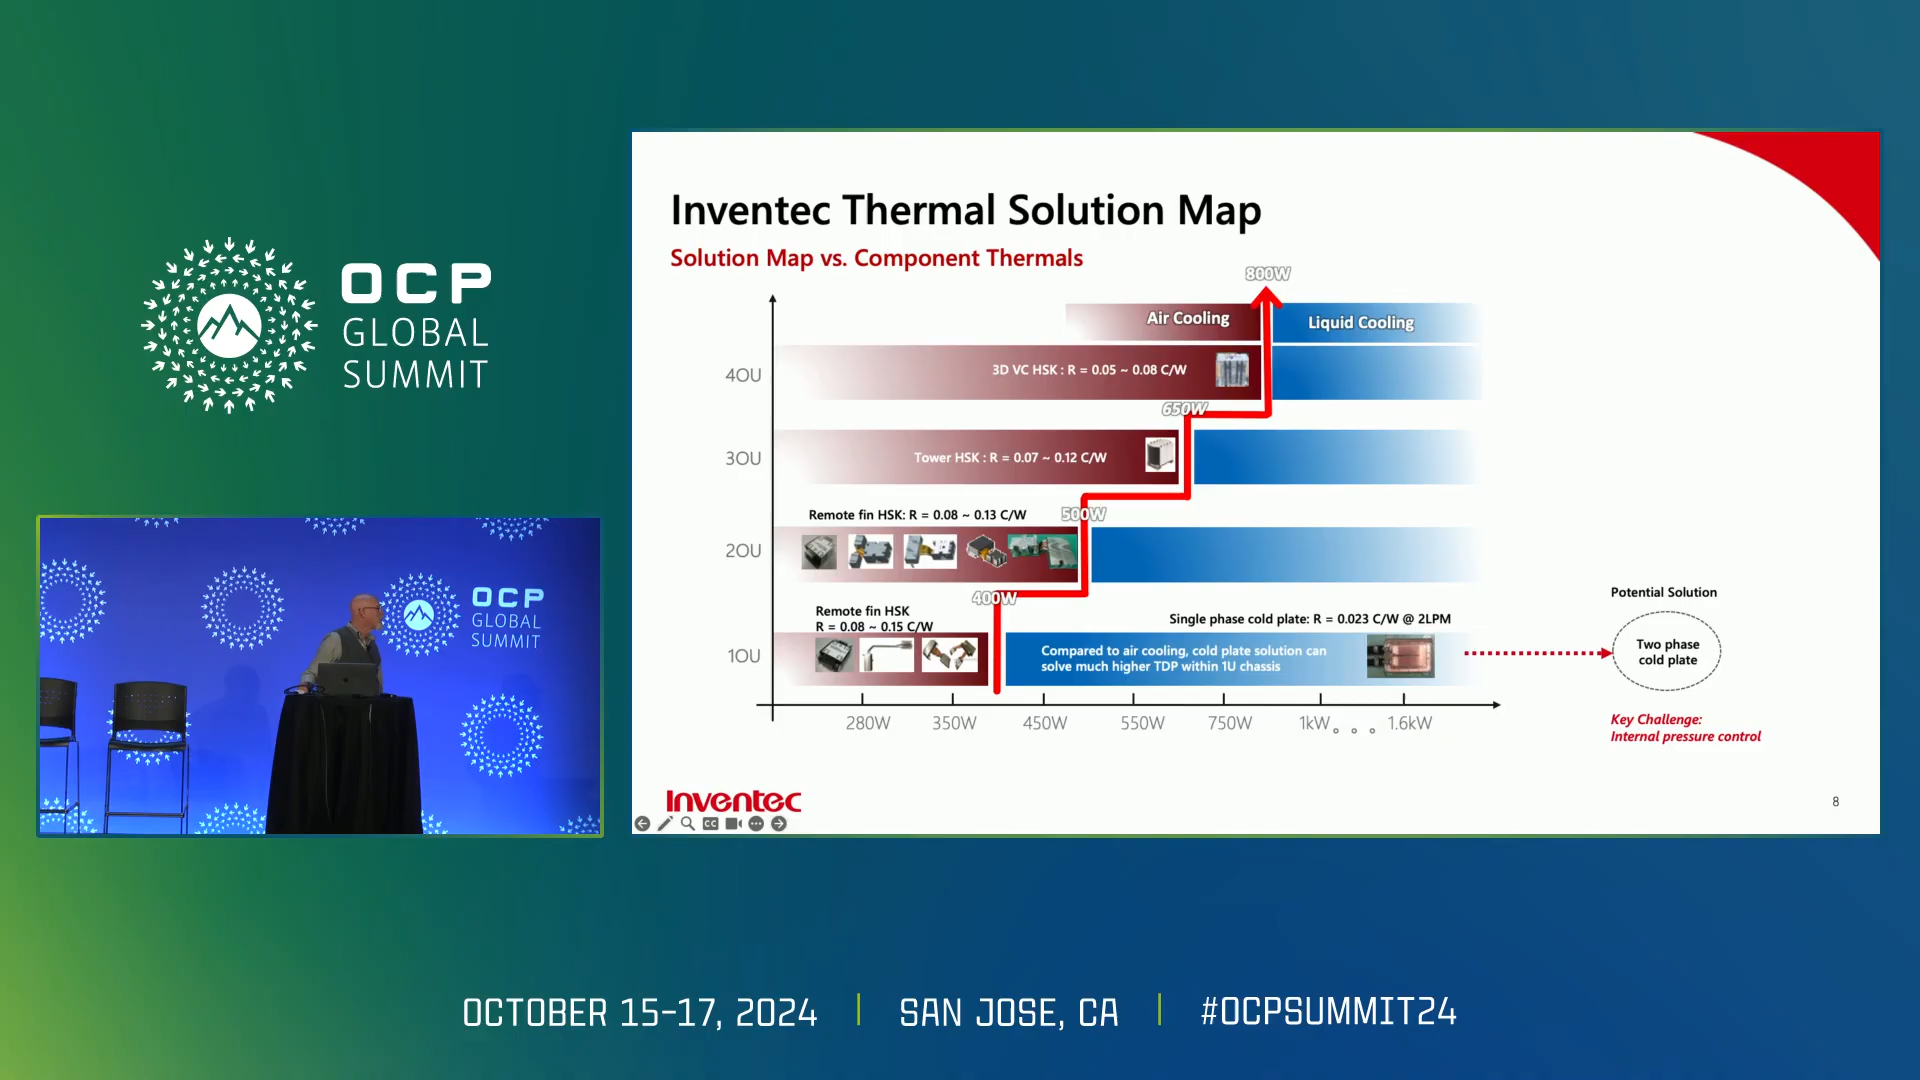 OCP
GLOBAL
SUMMIT
OCP
GLOBAL
SUMMIT
Inventec Thermal Solution Map
Solution Map vs. Component Thermals
800W
Air Cooling
Liquid Cooling
4OU
3D VC HSK : R = 0.05 ~ 0.08 C/W
650W
3OU
Tower HSK : R = 0.07 ~ 0.12 C/W
Remote fin HSK: R = 0.08 ~ 0.13 C/W
500W
2OU
400W
Remote fin HSK
R = 0.08 ~ 0.15 C/W
Single phase cold plate: R = 0.023 C/W @ 2LPM
1OU
Compared to air cooling, cold plate solution can
solve much higher TDP within 1U chassis
280W
350W
450W
550W
750W
1kW
1.6kW
Potential Solution
Two phase
cold plate
Key Challenge:
Internal pressure control
Inventec
CC
8
OCTOBER 15-17, 2024
SAN JOSE, CA
#OCPSUMMIT24